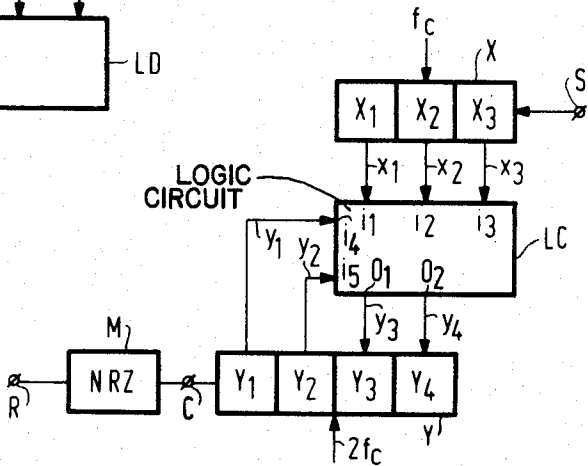 LD
fC
X
S
X1 X2 X3
x1 x2 x3
LOGIC
CIRCUIT
i1 i2 i3
y1 i4
LC
y2 i5 O1 O2
y3 y4
M
R NRZ C Y1 Y2 Y3 Y4
Y
2fC